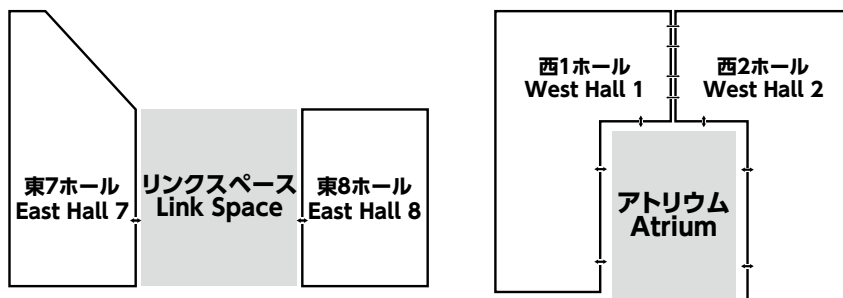 東7ホール
East Hall 7
リンクスペース
Link Space
東8ホール
East Hall 8
西1ホール
West Hall 1
西2ホール
West Hall 2
アトリウム
Atrium